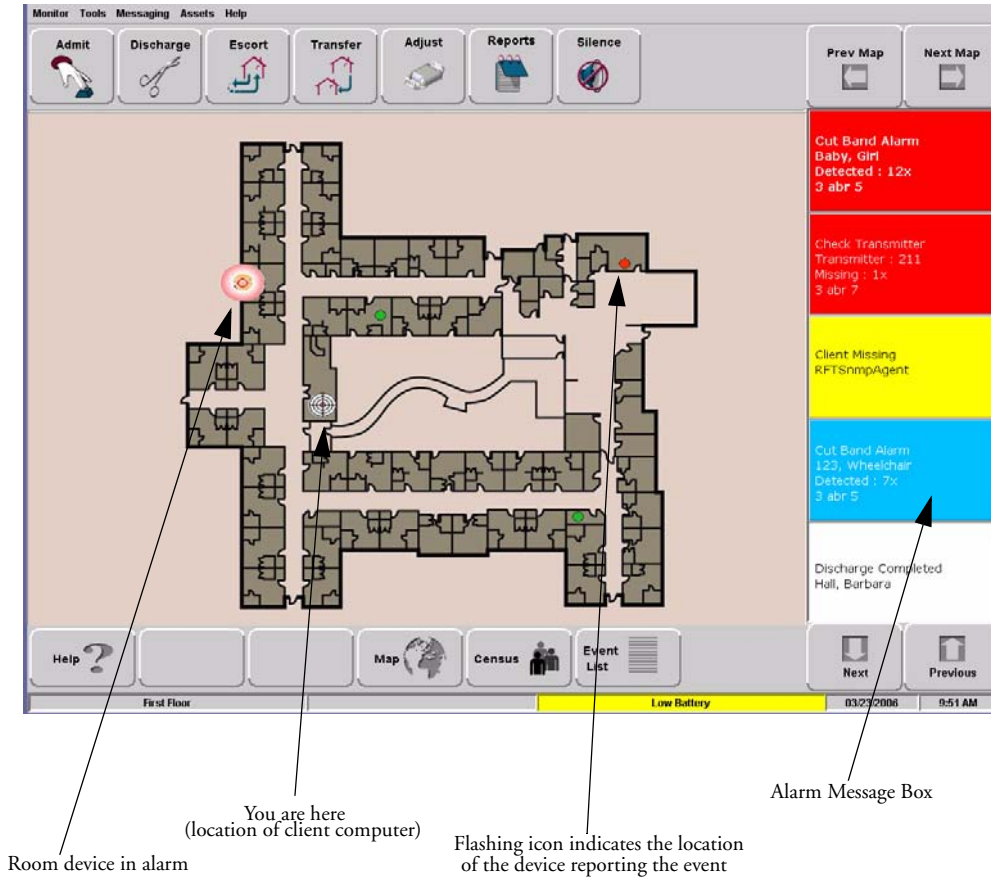 Monitor Tools Messaging Assets Help
Admit
Discharge
Escort
Transfer
Adjust
Reports
Silence
Prev Map
Next Map
Cut Band Alarm
Baby, Girl
Detected : 12x
3 abr 5
Check Transmitter
Transmitter : 211
Missing : 1x
3 abr 7
Client Missing
RFTSnmpAgent
Cut Band Alarm
123, Wheelchair
Detected : 7x
3 abr 5
Discharge Completed
Hall, Barbara
Help
Map
Census
Event
List
Next
Previous
First Floor
Low Battery
03/23/2006
9:51 AM
Alarm Message Box
You are here
(location of client computer)
Flashing icon indicates the location
of the device reporting the event
Room device in alarm